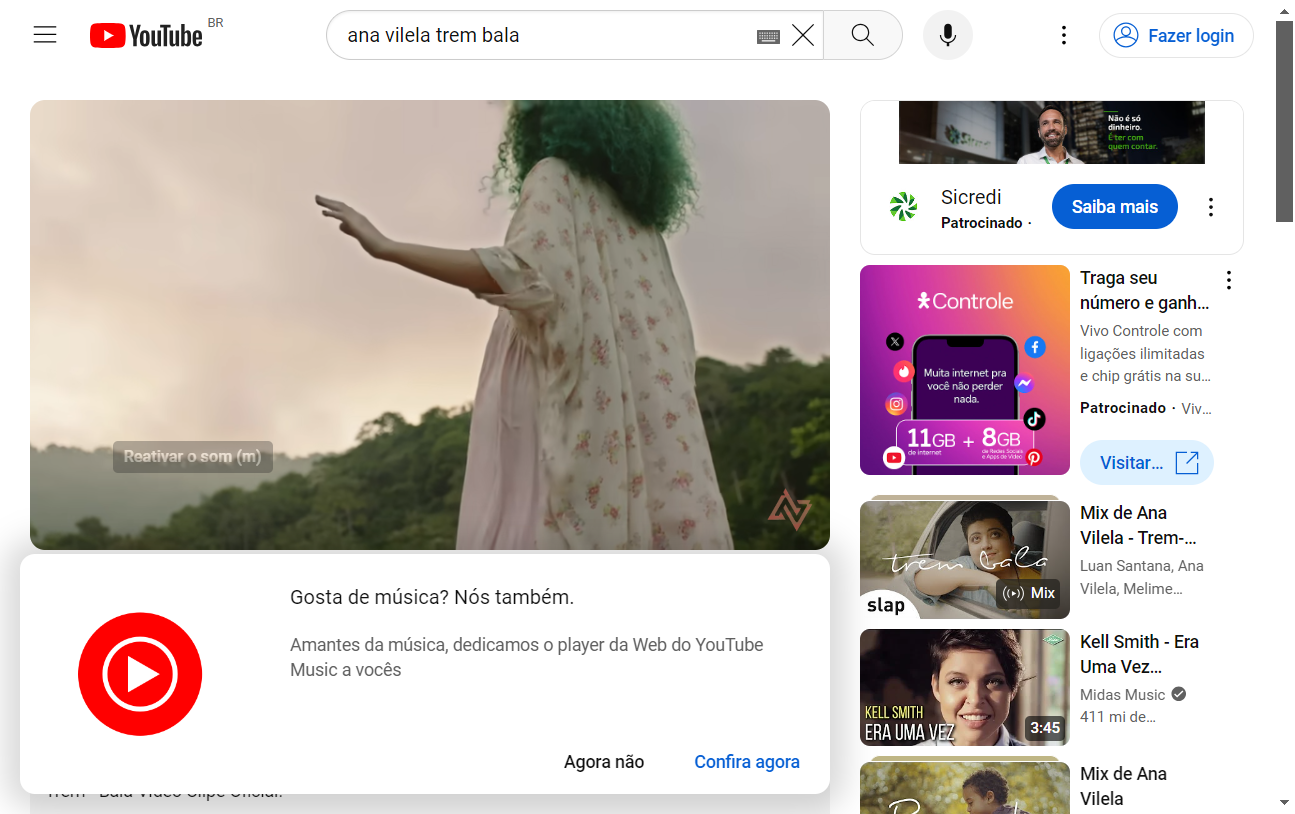 YouTube BR
ana vilela trem bala
Fazer login
Reativar o som (m)
Gosta de música? Nós também.
Amantes da música, dedicamos o player da Web do YouTube
Music a vocês
Agora não
Confira agora
Trem - Bala Vídeo Clipe Oficial.
Não é só
dinheiro.
É ter com
quem contar.
Sicredi
Patrocinado ·
Saiba mais
Controle
Muita internet pra
você não perder
nada.
11GB + 8GB
de internet
de Redes Sociais
e Apps de Vídeo
Traga seu
número e ganh...
Vivo Controle com
ligações ilimitadas
e chip grátis na su...
Patrocinado · Viv...
Visitar...
trem bala
slap
Mix
Mix de Ana
Vilela - Trem-...
Luan Santana, Ana
Vilela, Melime...
KELL SMITH
ERA UMA VEZ
3:45
Kell Smith - Era
Uma Vez...
Midas Music
411 mi de...
Mix de Ana
Vilela